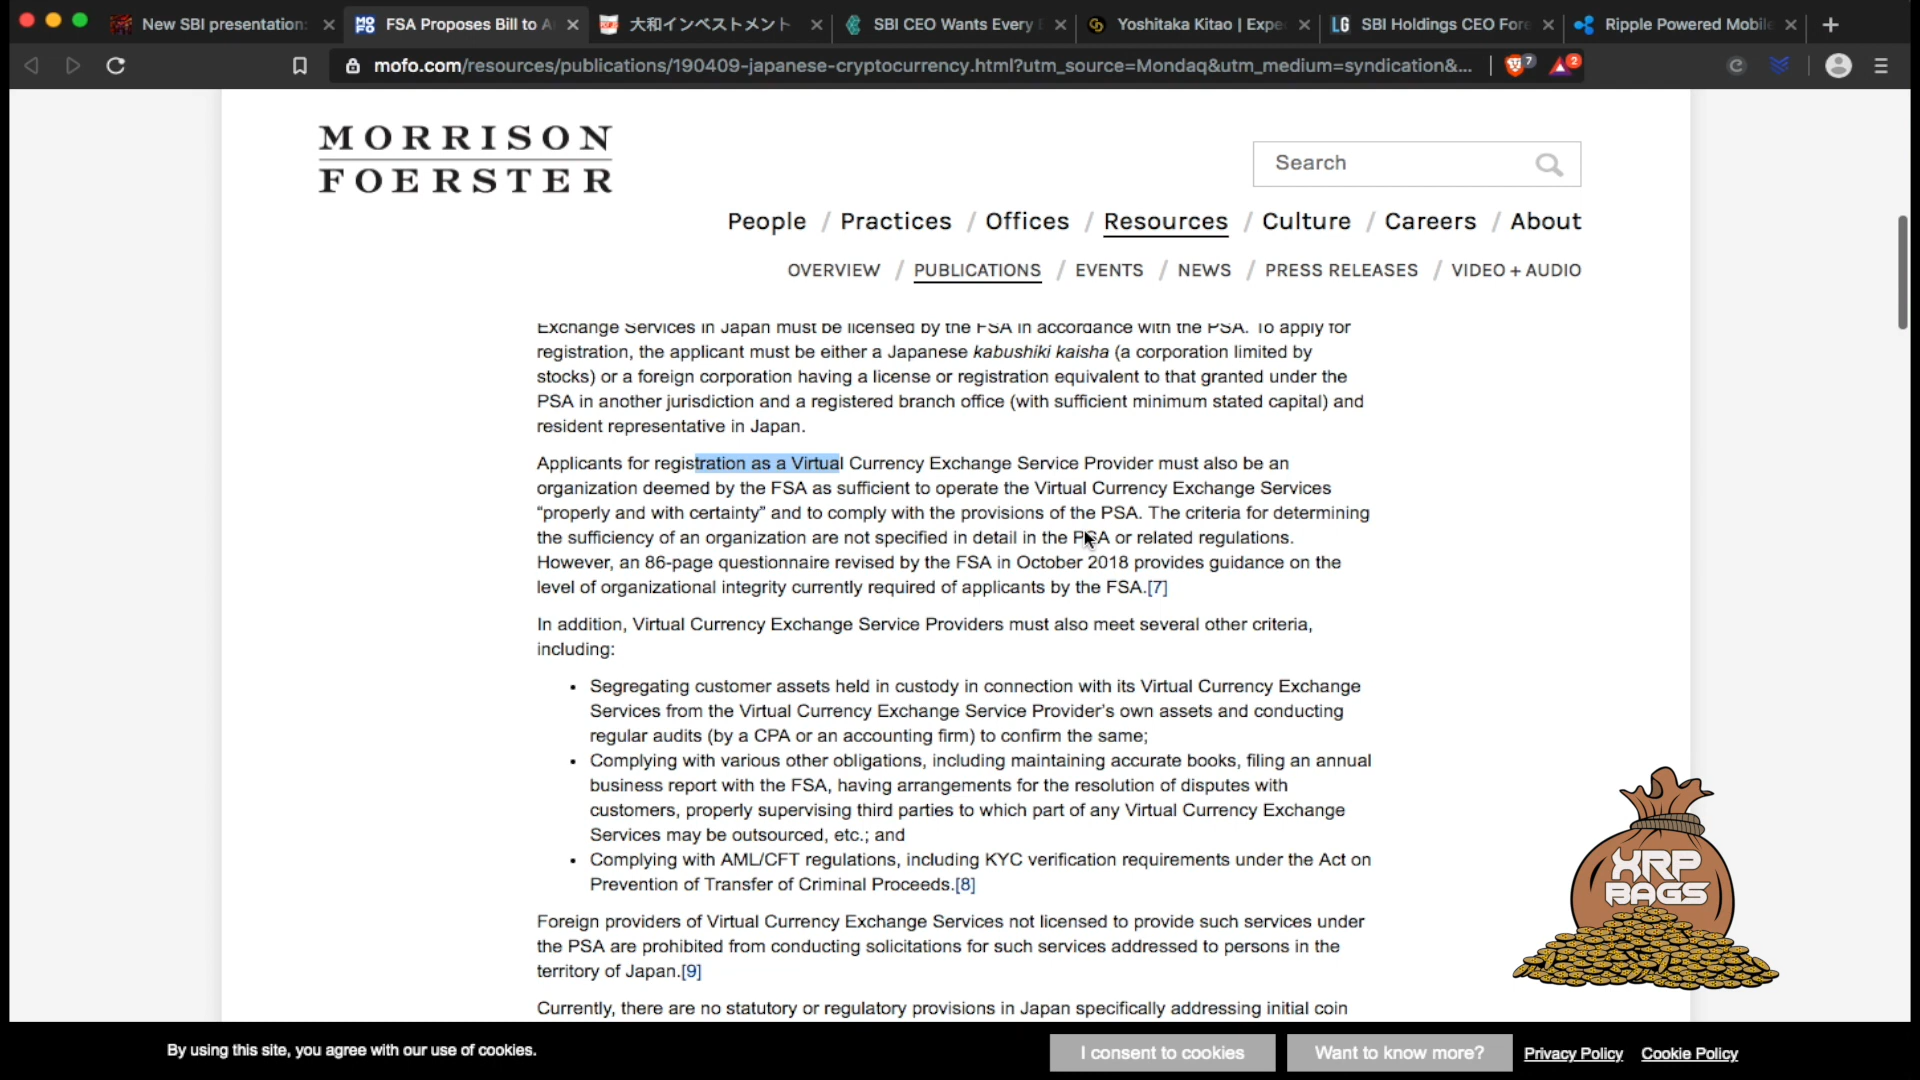 New SBI presentation:
FSA Proposes Bill to A
大和インベストメント
SBI CEO Wants Every
Yoshitaka Kitao | Expe
SBI Holdings CEO Fore
Ripple Powered Mobile
mofo.com/resources/publications/190409-japanese-cryptocurrency.html?utm_source=Mondaq&utm_medium=syndication&...
7
2
MORRISON
FOERSTER
Search
People / Practices / Offices / Resources / Culture / Careers / About
OVERVIEW / PUBLICATIONS / EVENTS / NEWS / PRESS RELEASES / VIDEO + AUDIO
Exchange Services in Japan must be licensed by the FSA in accordance with the PSA. To apply for
registration, the applicant must be either a Japanese kabushiki kaisha (a corporation limited by
stocks) or a foreign corporation having a license or registration equivalent to that granted under the
PSA in another jurisdiction and a registered branch office (with sufficient minimum stated capital) and
resident representative in Japan.
Applicants for registration as a Virtual Currency Exchange Service Provider must also be an
organization deemed by the FSA as sufficient to operate the Virtual Currency Exchange Services
“properly and with certainty” and to comply with the provisions of the PSA. The criteria for determining
the sufficiency of an organization are not specified in detail in the PSA or related regulations.
However, an 86-page questionnaire revised by the FSA in October 2018 provides guidance on the
level of organizational integrity currently required of applicants by the FSA.[7]
In addition, Virtual Currency Exchange Service Providers must also meet several other criteria,
including:
• Segregating customer assets held in custody in connection with its Virtual Currency Exchange
Services from the Virtual Currency Exchange Service Provider’s own assets and conducting
regular audits (by a CPA or an accounting firm) to confirm the same;
• Complying with various other obligations, including maintaining accurate books, filing an annual
business report with the FSA, having arrangements for the resolution of disputes with
customers, properly supervising third parties to which part of any Virtual Currency Exchange
Services may be outsourced, etc.; and
• Complying with AML/CFT regulations, including KYC verification requirements under the Act on
Prevention of Transfer of Criminal Proceeds.[8]
Foreign providers of Virtual Currency Exchange Services not licensed to provide such services under
the PSA are prohibited from conducting solicitations for such services addressed to persons in the
territory of Japan.[9]
Currently, there are no statutory or regulatory provisions in Japan specifically addressing initial coin
XRP
BAGS
By using this site, you agree with our use of cookies.
I consent to cookies
Want to know more?
Privacy Policy
Cookie Policy